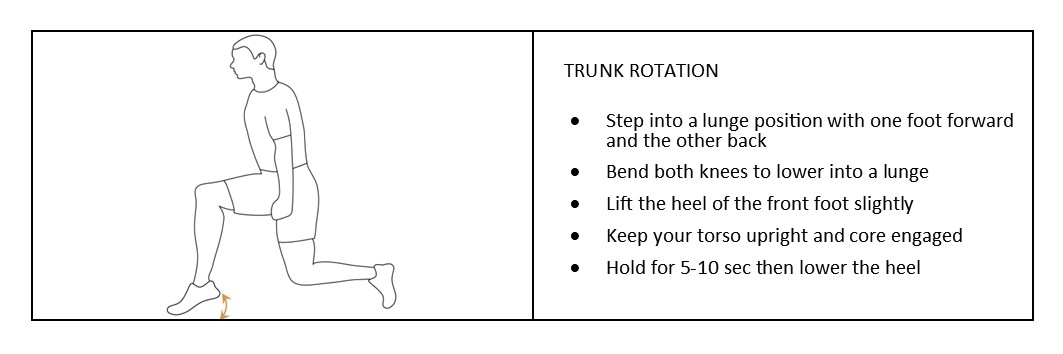 TRUNK ROTATION
• Step into a lunge position with one foot forward
and the other back
• Bend both knees to lower into a lunge
• Lift the heel of the front foot slightly
• Keep your torso upright and core engaged
• Hold for 5-10 sec then lower the heel